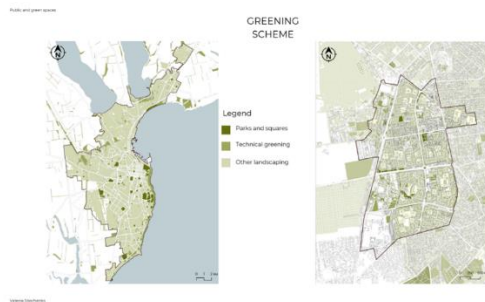 Public and green spaces
GREENING
SCHEME
Legend
Parks and squares
Technical greening
Other landscaping